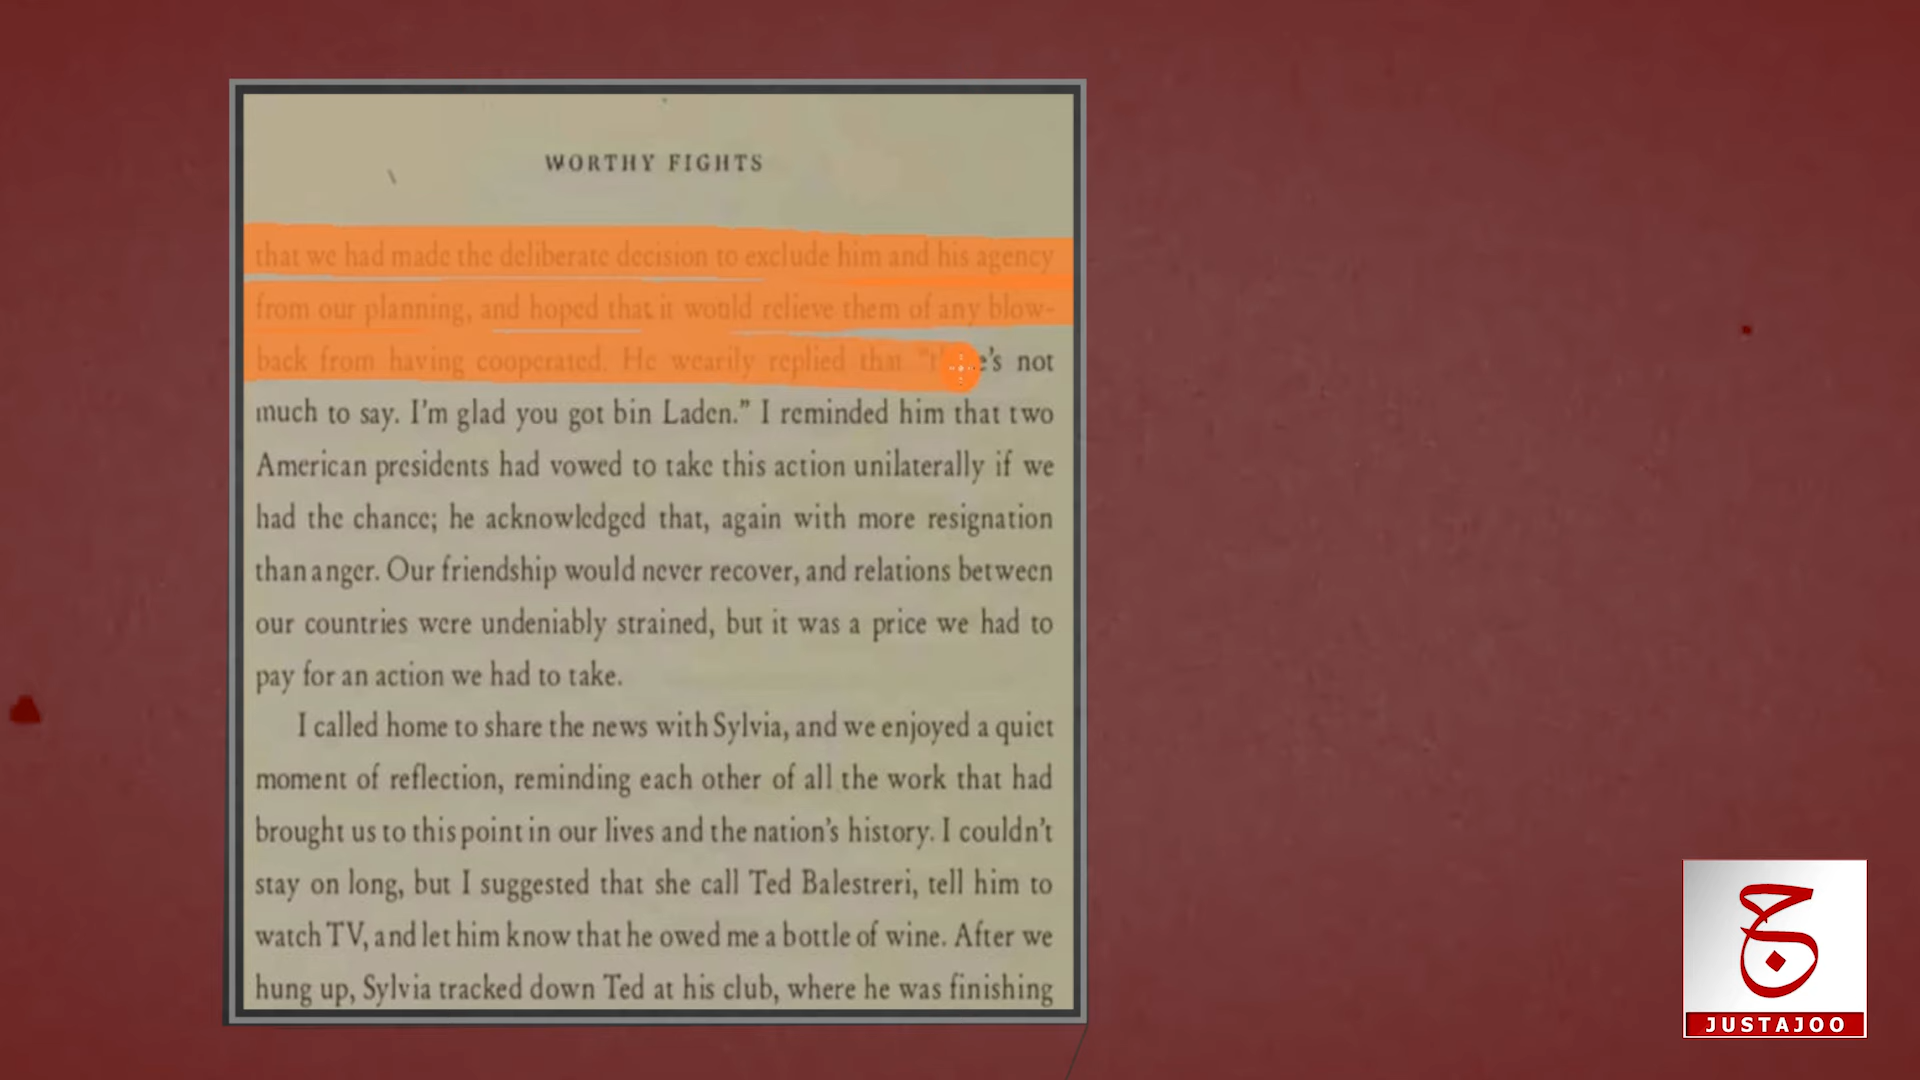 WORTHY FIGHTS
that we had made the deliberate decision to exclude him and his agency
from our planning, and hoped that it would relieve them of any blow-
back from having cooperated. He wearily replied that 's not
much to say. I'm glad you got bin Laden.” I reminded him that two
American presidents had vowed to take this action unilaterally if we
had the chance; he acknowledged that, again with more resignation
than anger. Our friendship would never recover, and relations between
our countries were undeniably strained, but it was a price we had to
pay for an action we had to take.
I called home to share the news with Sylvia, and we enjoyed a quiet
moment of reflection, reminding each other of all the work that had
brought us to this point in our lives and the nation's history. I couldn't
stay on long, but I suggested that she call Ted Balestreri, tell him to
watch TV, and let him know that he owed me a bottle of wine. After we
hung up, Sylvia tracked down Ted at his club, where he was finishing
ج
JUSTAJOO